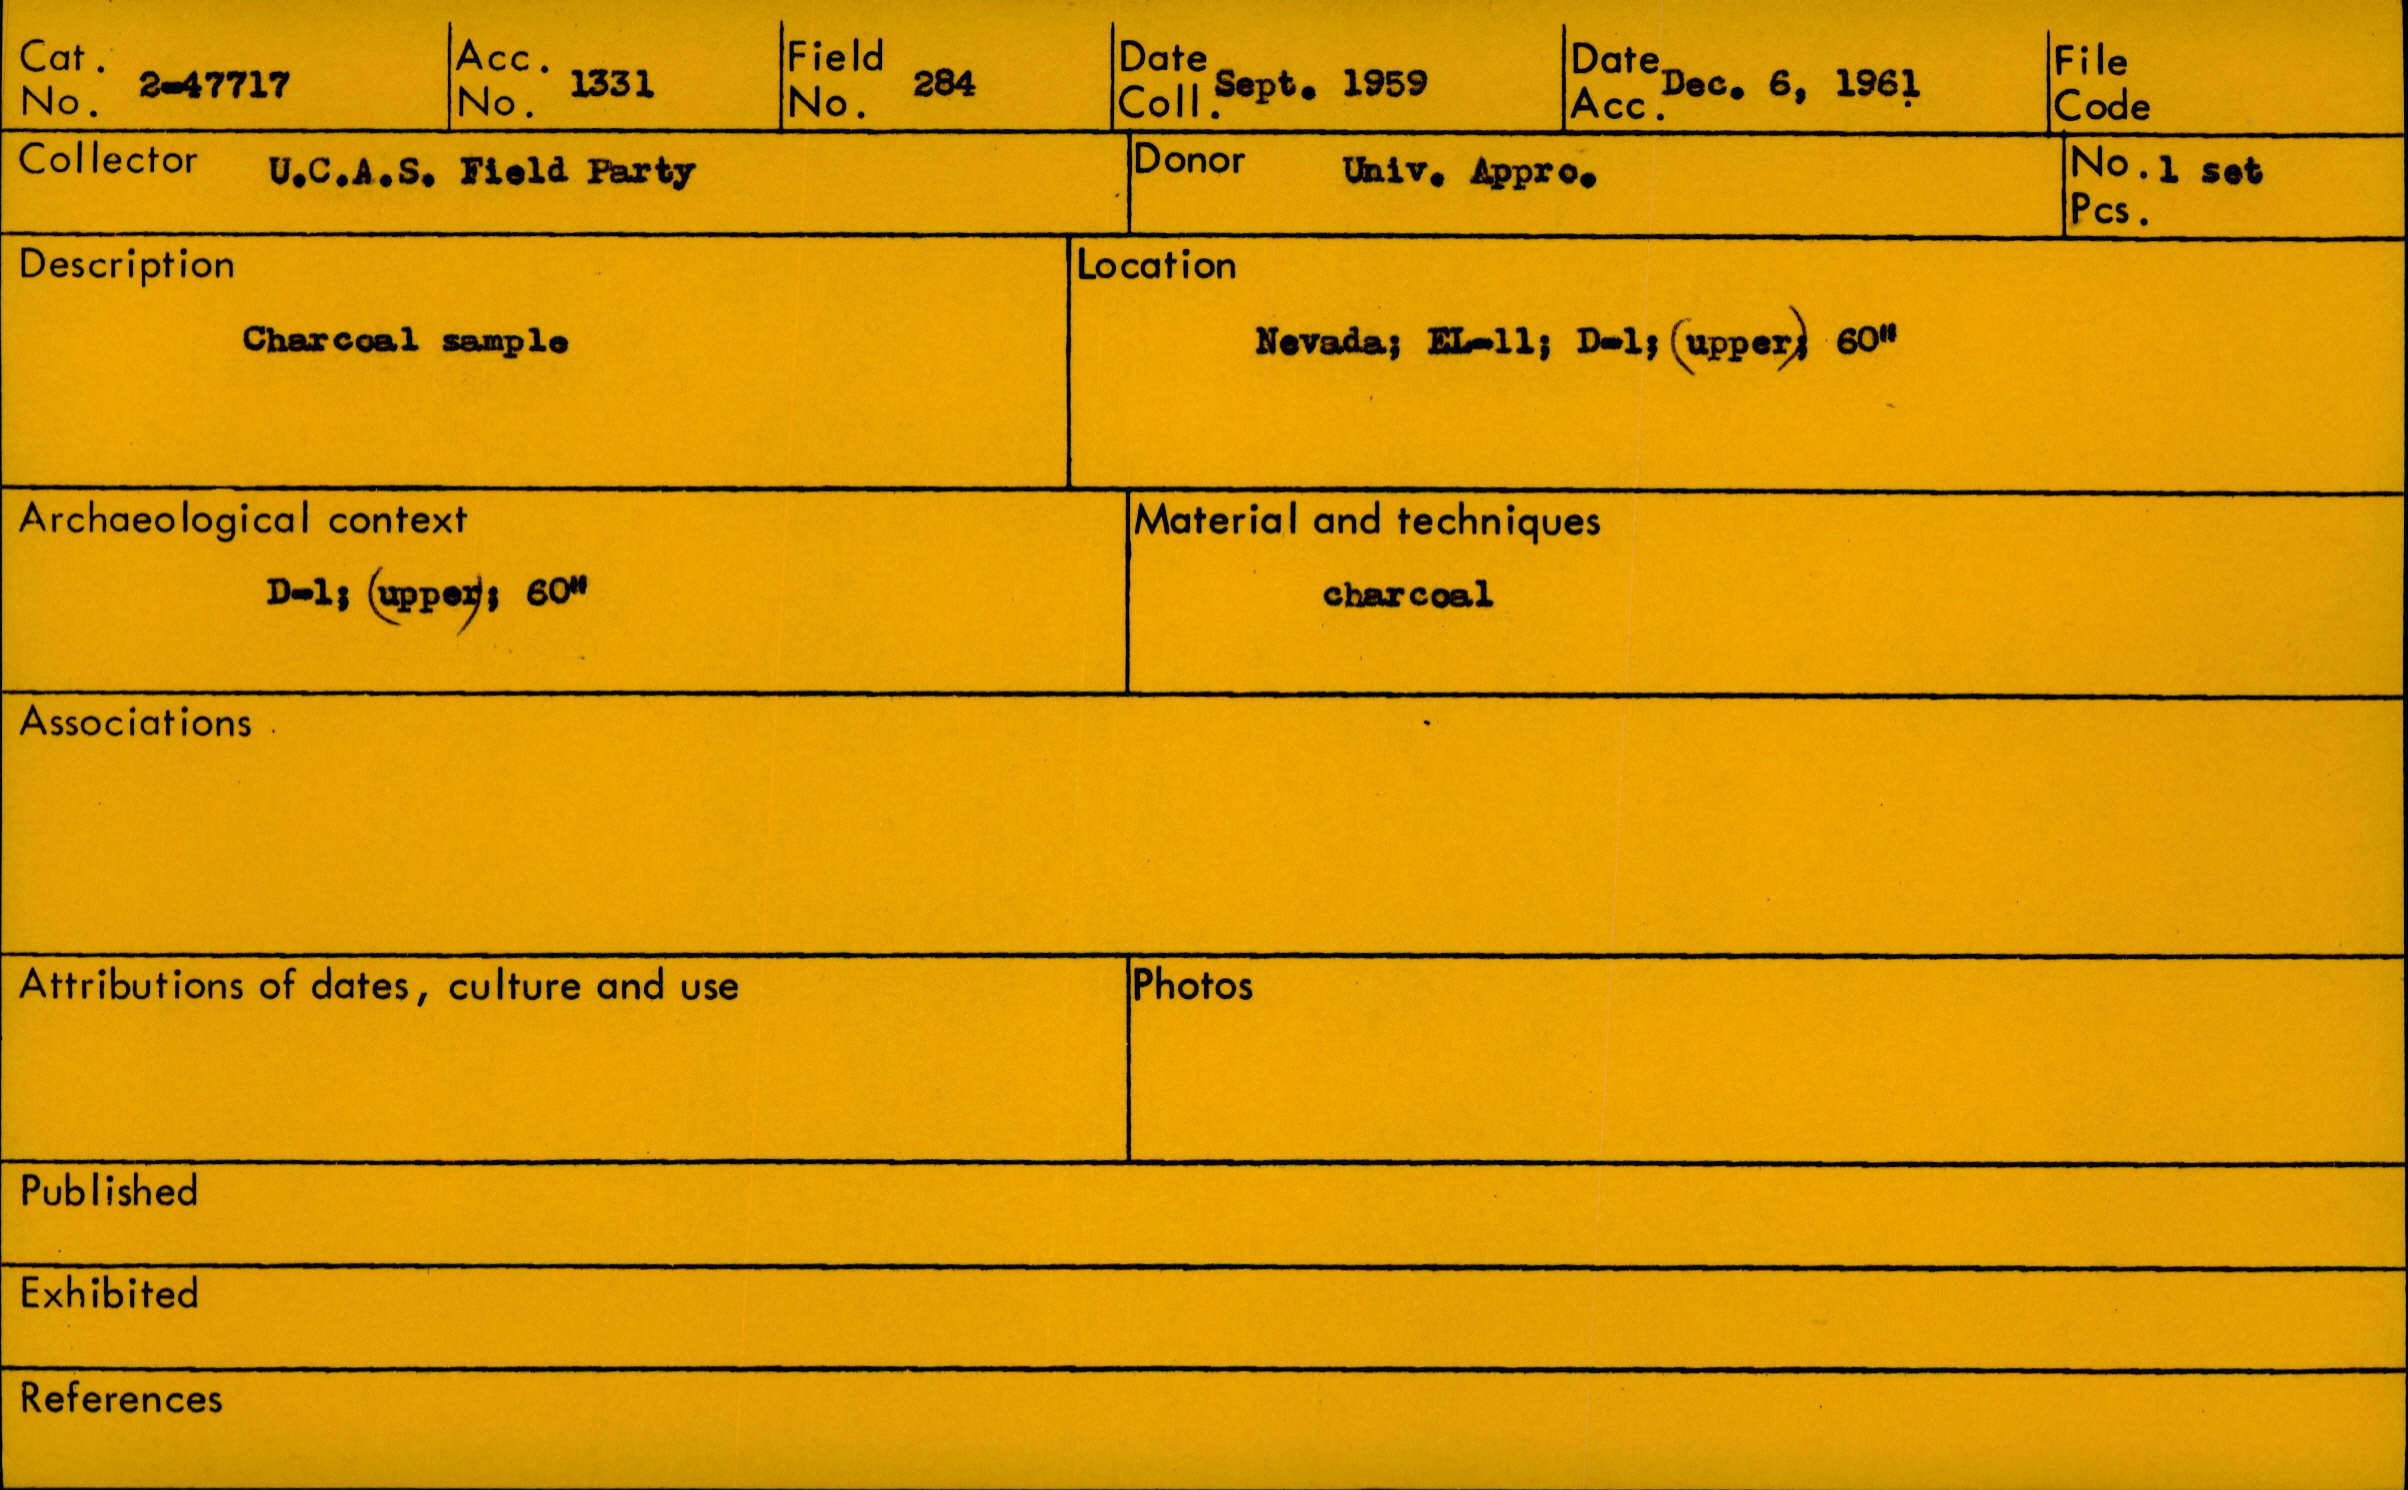 Cat. No. 2-47717 Acc. No. 1331 Field No. 284 Date Coll. Sept. 1959 Date Acc. Dec. 6, 1961 File Code
Collector U.C.A.S. Field Party Donor Univ. Appro. No. Pcs. 1 set
Description Location
Charcoal sample Nevada; EL-11; D-1; (upper); 60"
Archaeological context Material and techniques
D-1; (upper); 60" charcoal
Associations
Attributions of dates, culture and use Photos
Published
Exhibited
References